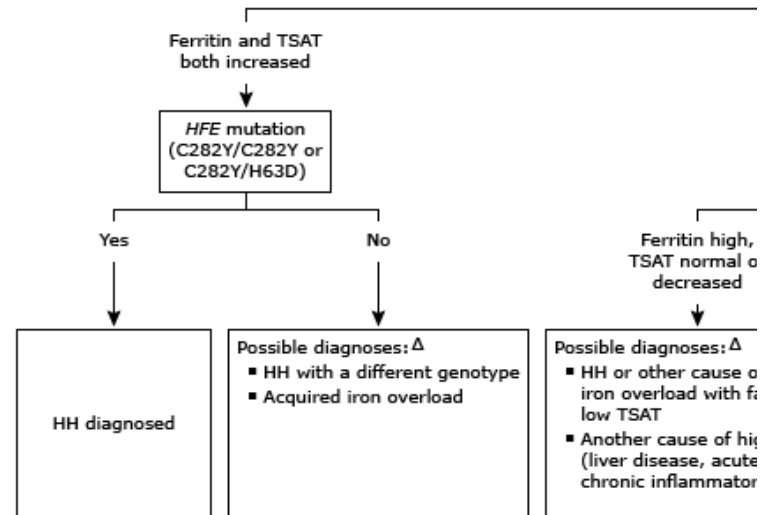 Ferritin and TSAT
both increased
HFE mutation
(C282Y/C282Y or
C282Y/H63D)
Yes
No
Ferritin high,
TSAT normal o
decreased
HH diagnosed
Possible diagnoses: Δ
▪ HH with a different genotype
▪ Acquired iron overload
Possible diagnoses: Δ
▪ HH or other cause o
iron overload with fa
low TSAT
▪ Another cause of hig
(liver disease, acute
chronic inflammator